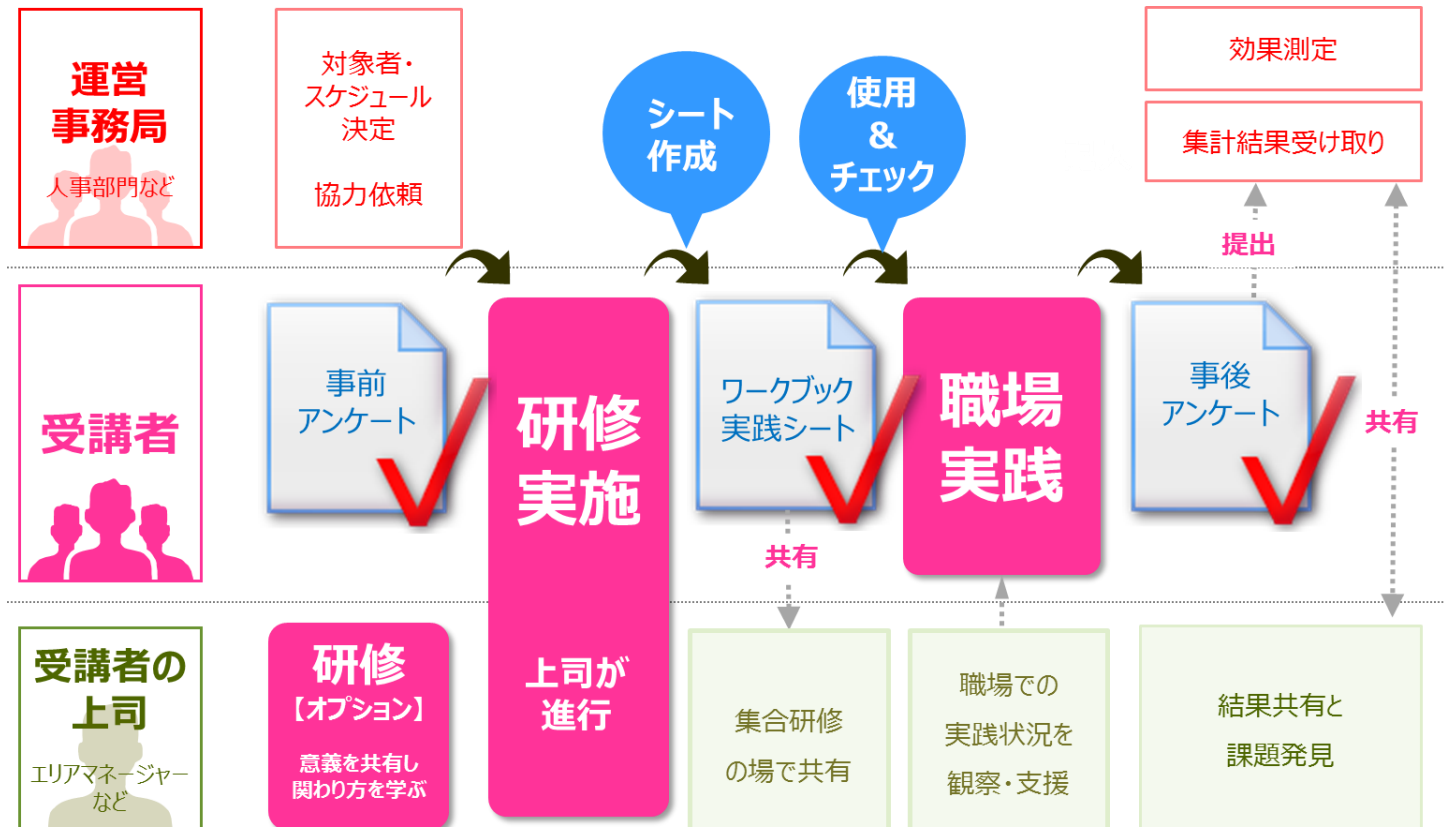 運営
事務局
人事部門など
対象者・
スケジュール
決定
協力依頼
シート
作成
使用
&
チェック
効果測定
集計結果受け取り
提出
受講者
事前
アンケート
研修
実施
上司が
進行
ワークブック
実践シート
共有
職場
実践
事後
アンケート
共有
受講者の
上司
エリアマネージャー
など
研修
【オプション】
意義を共有し
関わり方を学ぶ
集合研修
の場で共有
職場での
実践状況を
観察・支援
結果共有と
課題発見